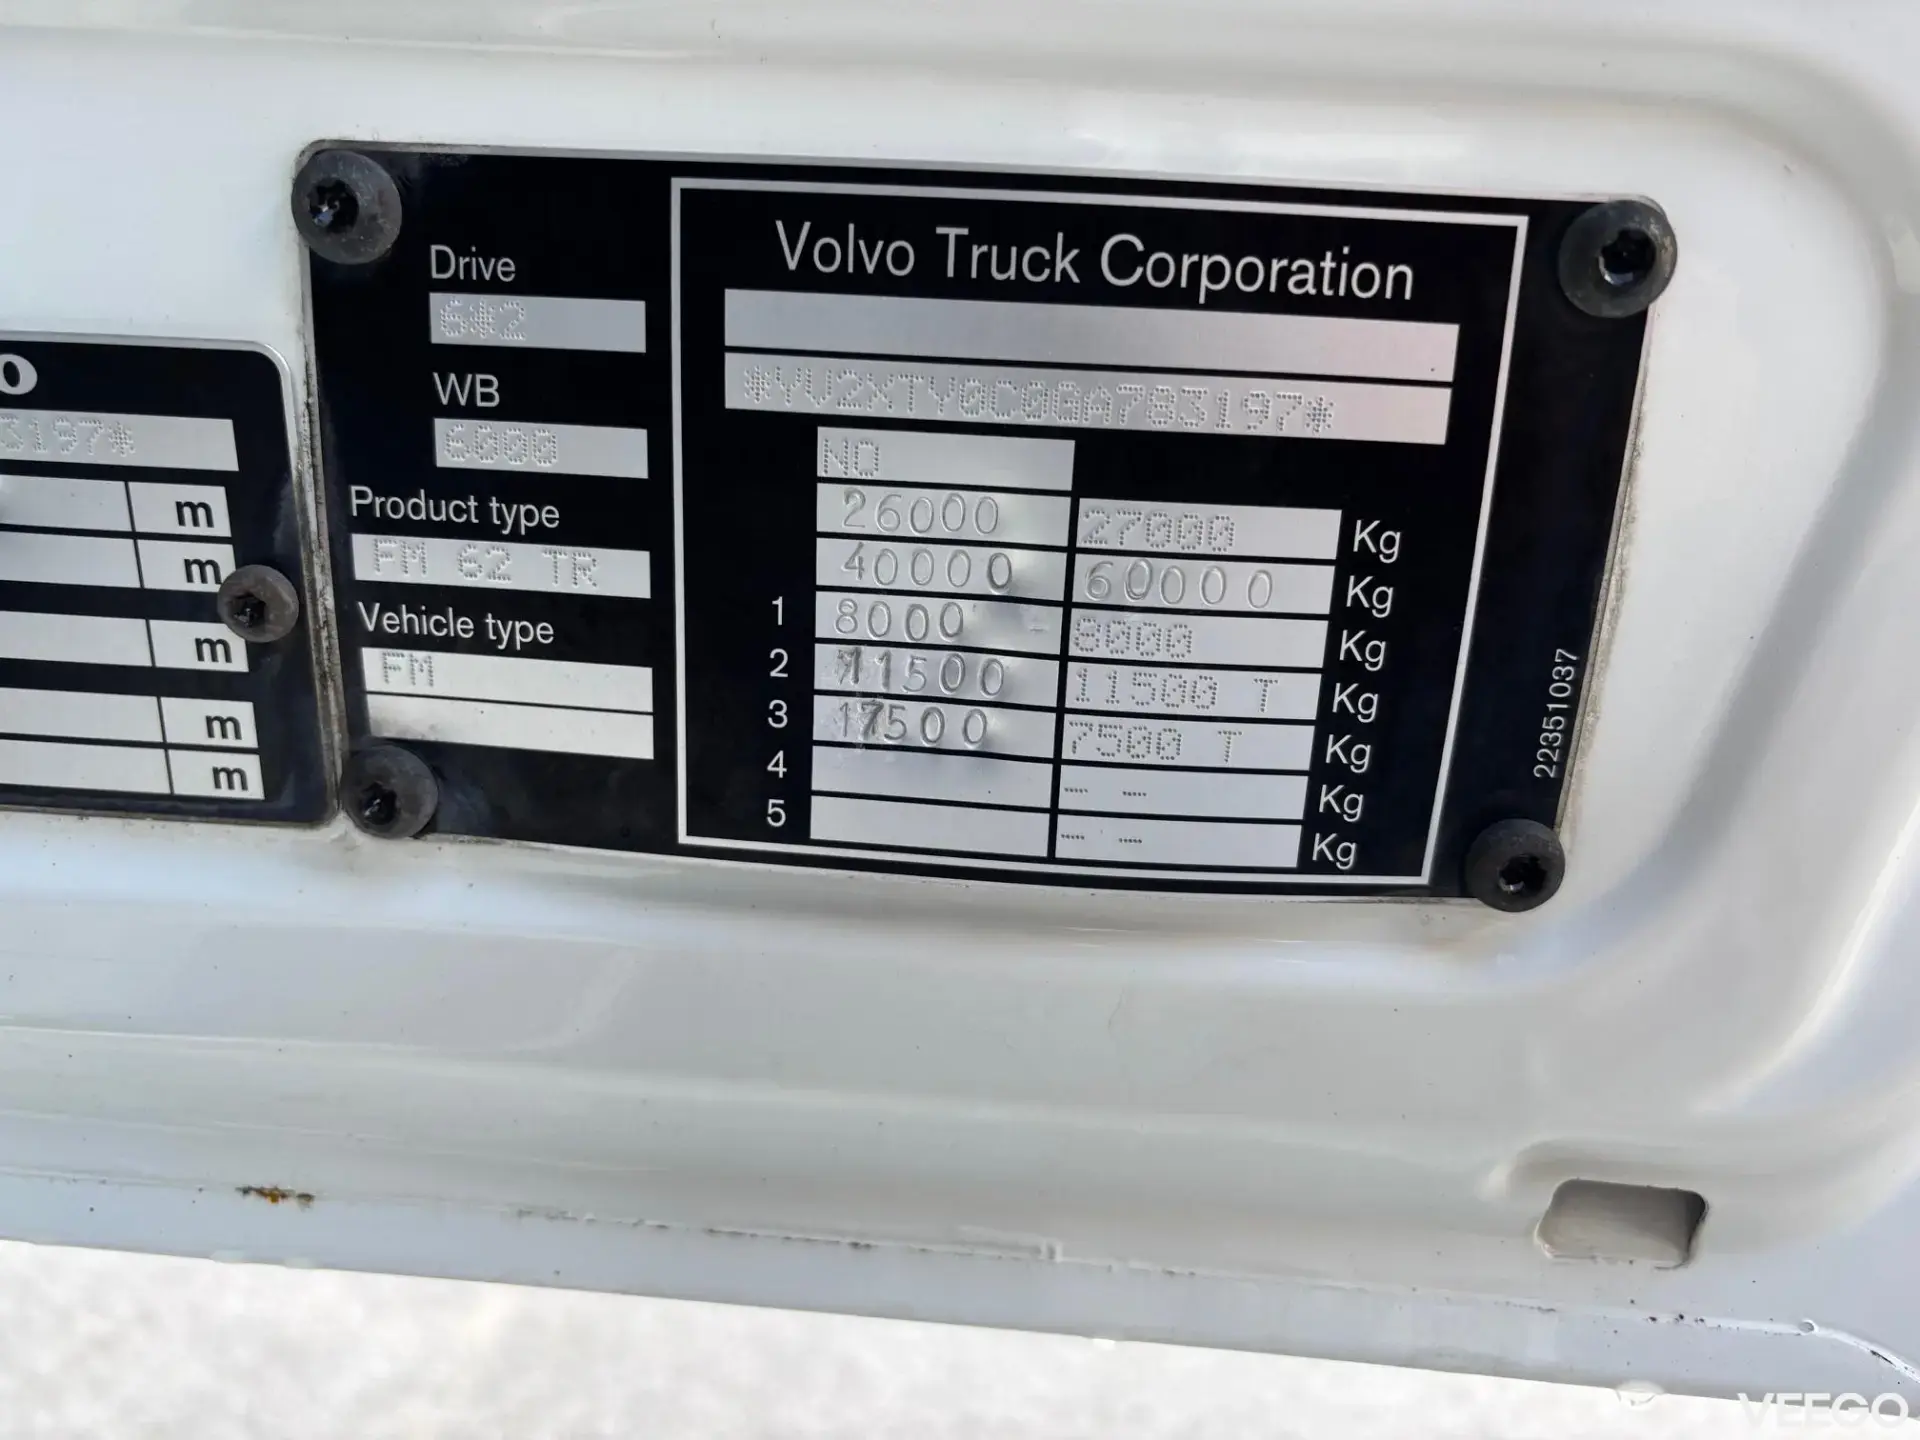 Volvo Truck Corporation
*YV2XTY0C0GA783197*
Drive
6*2
WB
6000
Product type
FM 62 TR
Vehicle type
FM
NO
26000 27000 Kg
40000 60000 Kg
1 8000 8000 Kg
2 11500 11500 T Kg
3 17500 7500 T Kg
4 -- -- Kg
5 -- -- Kg
22351037
o
3197*
m
m
m
m
m
VEEGO